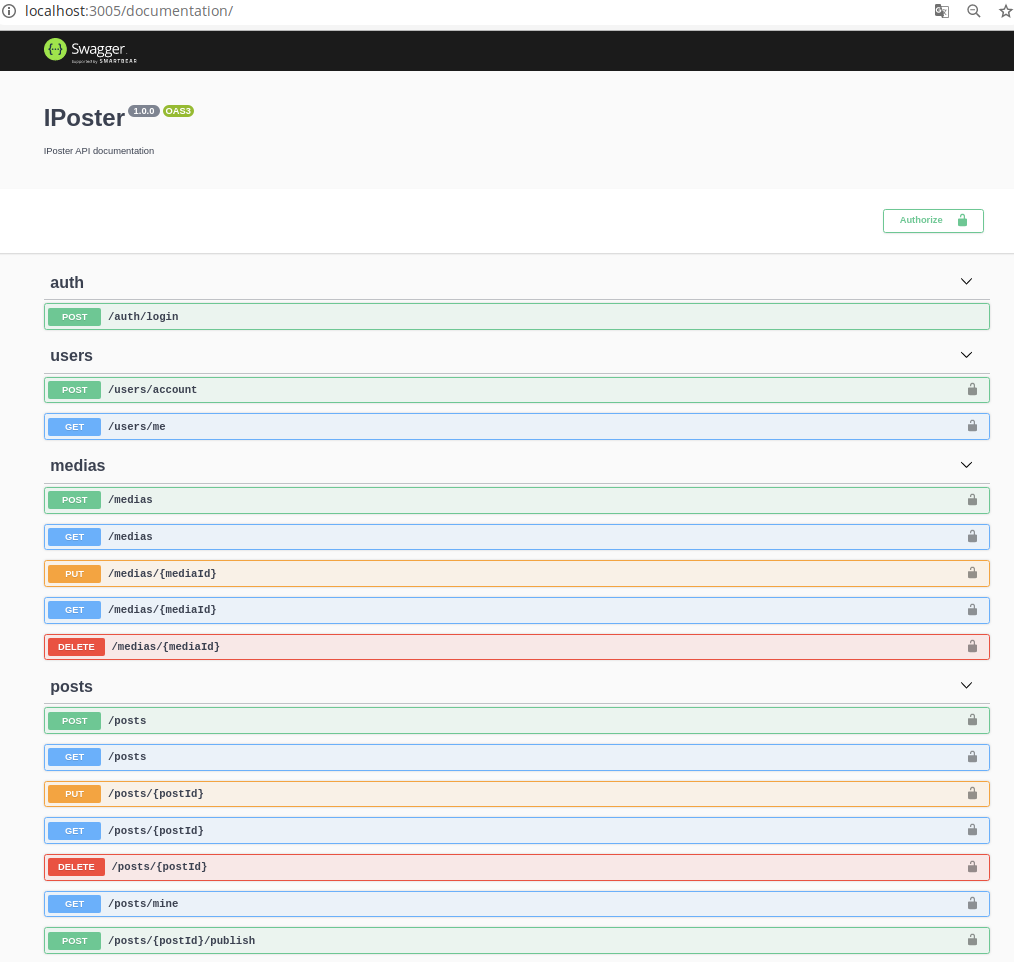 localhost:3005/documentation/
Swagger.
Supported by SMARTBEAR
IPoster 1.0.0 OAS3
IPoster API documentation
Authorize
auth
POST /auth/login
users
POST /users/account
GET /users/me
medias
POST /medias
GET /medias
PUT /medias/{mediaId}
GET /medias/{mediaId}
DELETE /medias/{mediaId}
posts
POST /posts
GET /posts
PUT /posts/{postId}
GET /posts/{postId}
DELETE /posts/{postId}
GET /posts/mine
POST /posts/{postId}/publish